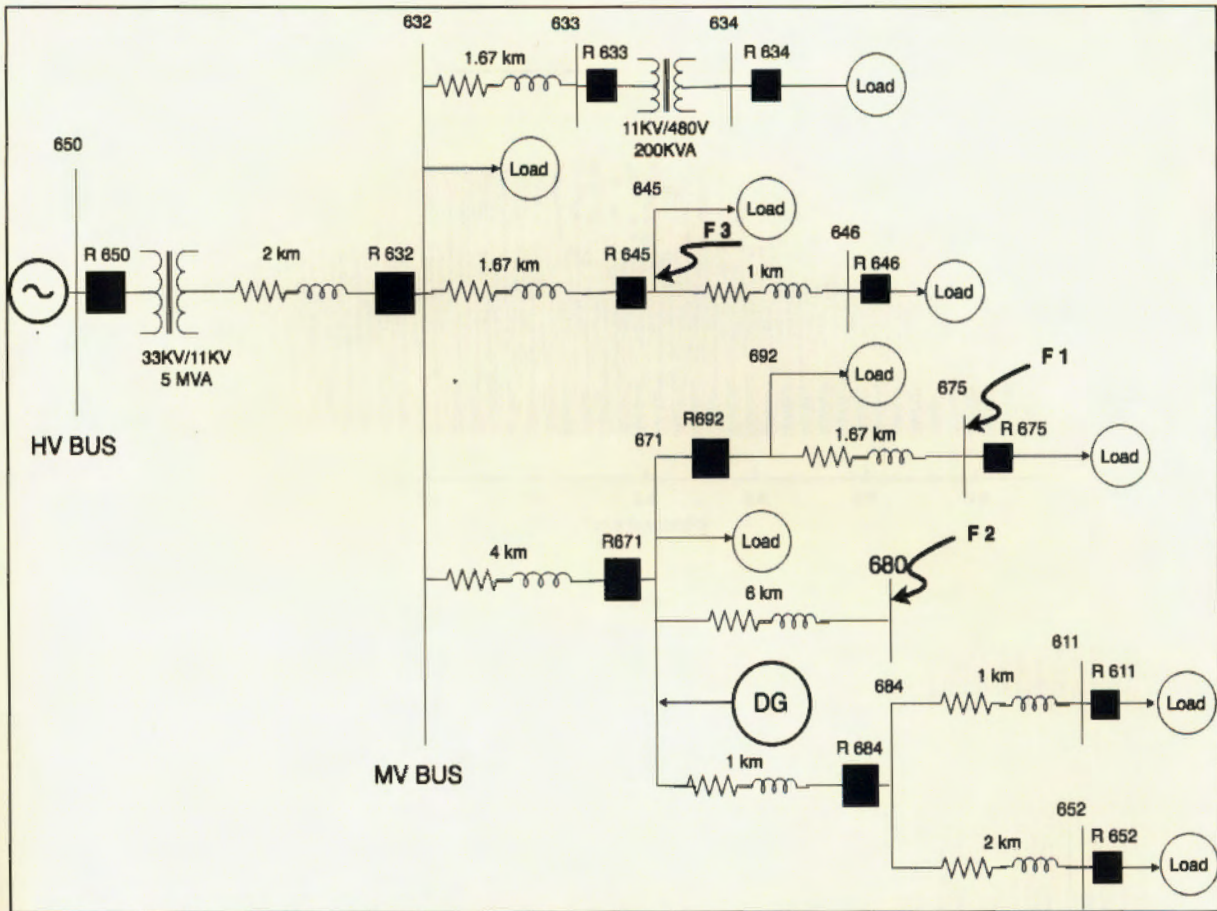 632
633
634
1.67 km
R 633
R 634
Load
11KV/480V
200KVA
Load
650
R 650
33KV/11KV
5 MVA
2 km
R 632
1.67 km
R 645
645
F 3
Load
1 km
646
R 646
Load
HV BUS
692
Load
671
R692
1.67 km
675
F 1
R 675
Load
4 km
R671
Load
6 km
680
F 2
DG
MV BUS
1 km
R 684
684
1 km
611
R 611
Load
2 km
652
R 652
Load